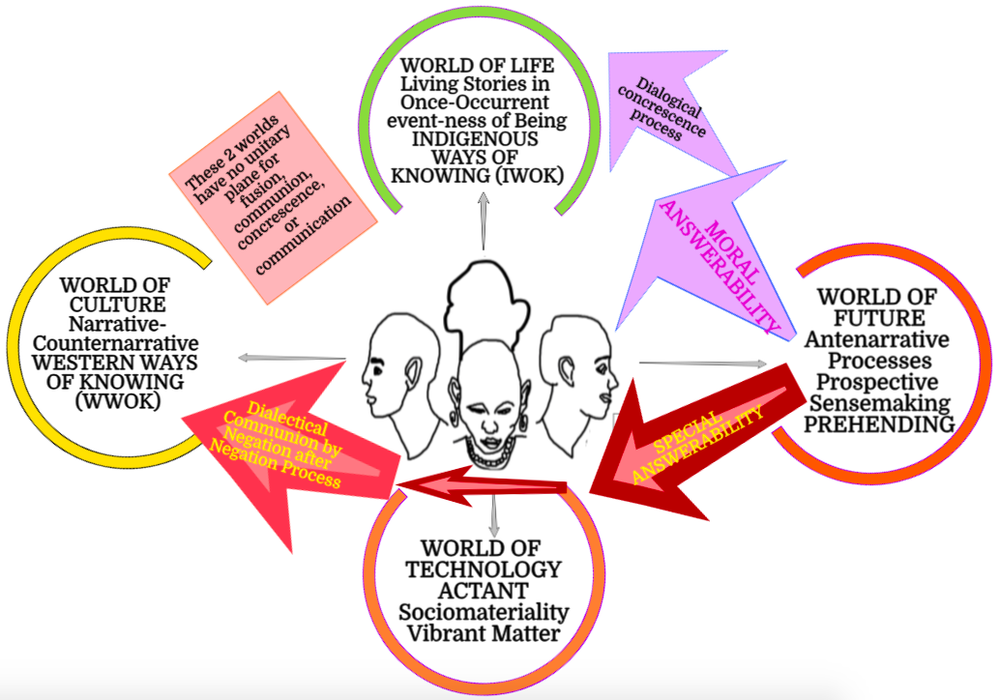 WORLD OF LIFE
Living Stories in
Once-Occurrent
event-ness of Being
INDIGENOUS
WAYS OF
KNOWING (IWOK)
Dialogical
concrescence
process
These 2 worlds
have no unitary
plane for
fusion,
communion,
concrescence,
or
communication
MORAL
ANSWERABILITY
WORLD OF
CULTURE
Narrative-
Counternarrative
WESTERN WAYS
OF KNOWING
(WWOK)
WORLD OF
FUTURE
Antenarrative
Processes
Prospective
Sensemaking
PREHENDING
Dialectical
Communion by
Negation after
Negation Process
SPECIAL
ANSWERABILITY
WORLD OF
TECHNOLOGY
ACTANT
Sociomateriality
Vibrant Matter